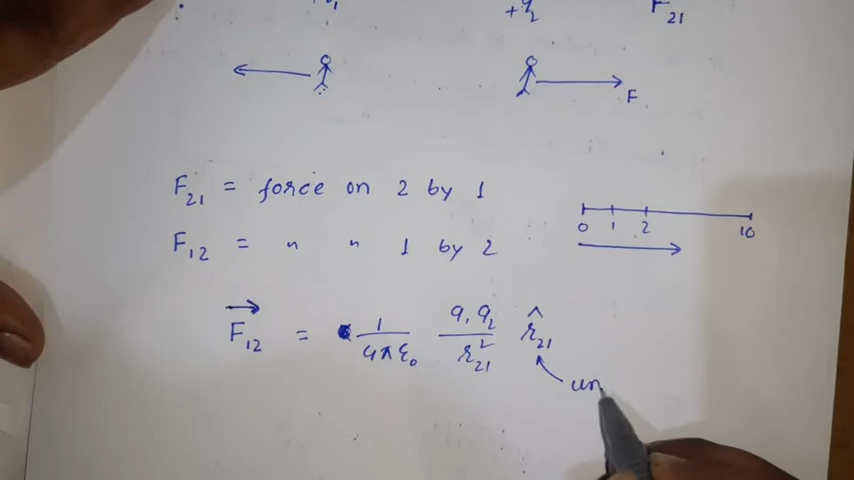 +q₂ F₂₁
F
F₂₁ = force on 2 by 1
0 1 2 10
F₁₂ = " " 1 by 2
F⃗₁₂ = 1/4πε₀ q₁q₂/r₂₁² r̂₂₁
un